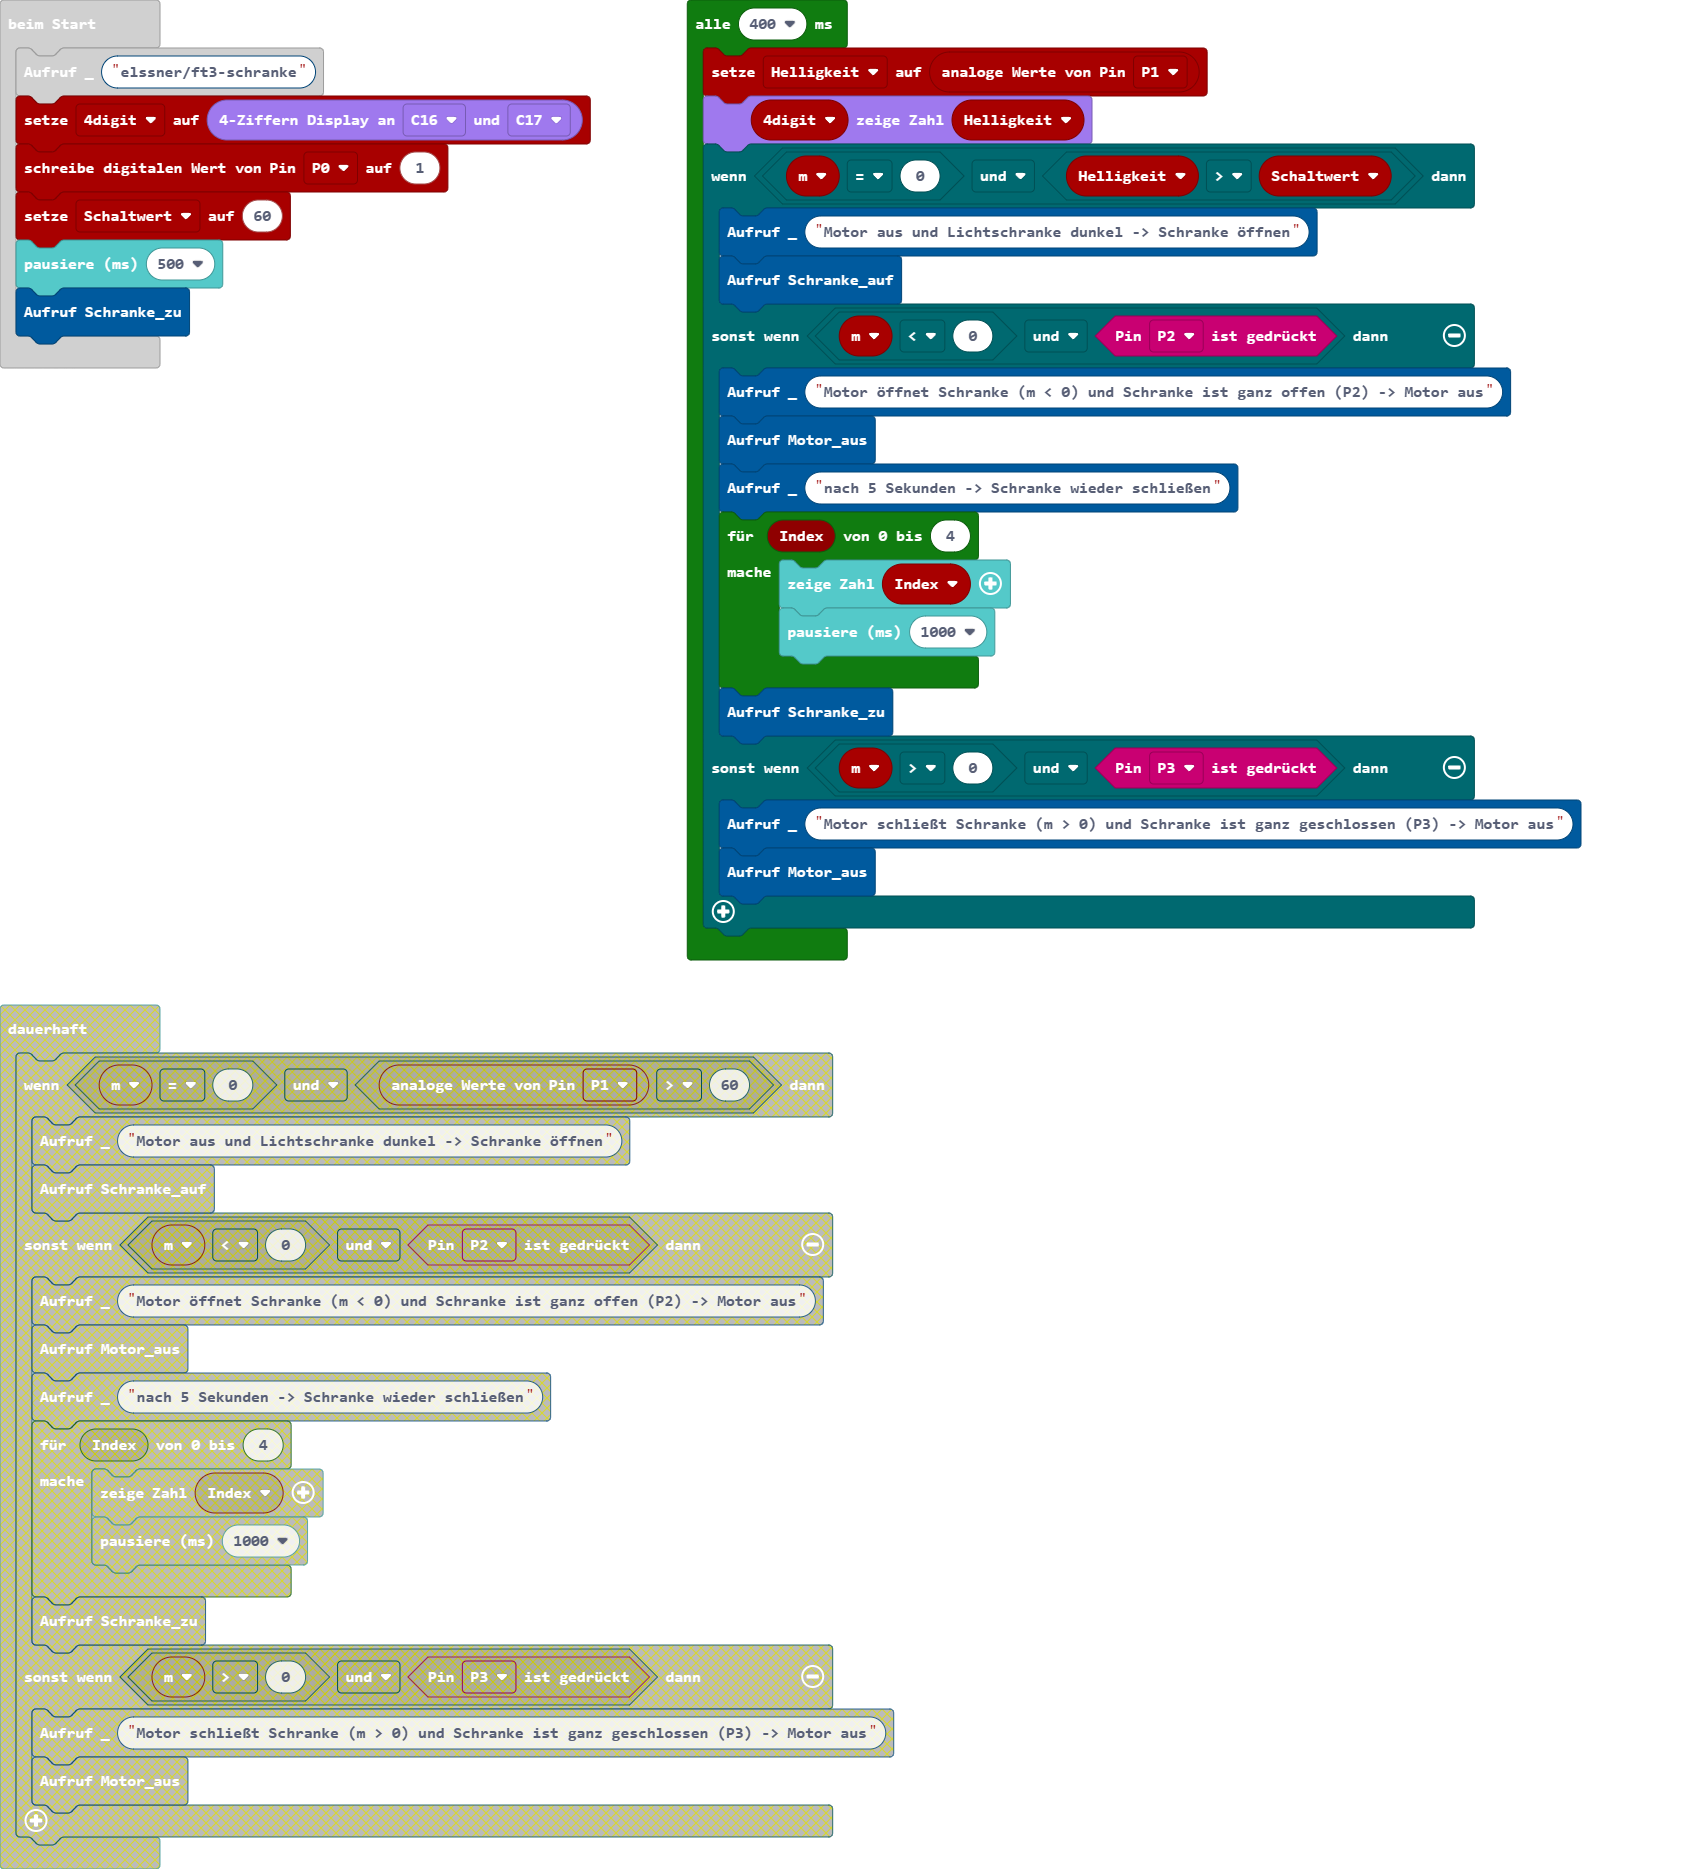 beim Start
Aufruf _ "elssner/ft3-schranke"
setze 4digit auf 4-Ziffern Display an C16 und C17
schreibe digitalen Wert von Pin P0 auf 1
setze Schaltwert auf 60
pausiere (ms) 500
Aufruf Schranke_zu
alle 400 ms
setze Helligkeit auf analoge Werte von Pin P1
4digit zeige Zahl Helligkeit
wenn m = 0 und Helligkeit > Schaltwert dann
Aufruf _ "Motor aus und Lichtschranke dunkel -> Schranke öffnen"
Aufruf Schranke_auf
sonst wenn m < 0 und Pin P2 ist gedrückt dann
Aufruf _ "Motor öffnet Schranke (m < 0) und Schranke ist ganz offen (P2) -> Motor aus"
Aufruf Motor_aus
Aufruf _ "nach 5 Sekunden -> Schranke wieder schließen"
für Index von 0 bis 4
mache zeige Zahl Index
pausiere (ms) 1000
Aufruf Schranke_zu
sonst wenn m > 0 und Pin P3 ist gedrückt dann
Aufruf _ "Motor schließt Schranke (m > 0) und Schranke ist ganz geschlossen (P3) -> Motor aus"
Aufruf Motor_aus
dauerhaft
wenn m = 0 und analoge Werte von Pin P1 > 60 dann
Aufruf _ "Motor aus und Lichtschranke dunkel -> Schranke öffnen"
Aufruf Schranke_auf
sonst wenn m < 0 und Pin P2 ist gedrückt dann
Aufruf _ "Motor öffnet Schranke (m < 0) und Schranke ist ganz offen (P2) -> Motor aus"
Aufruf Motor_aus
Aufruf _ "nach 5 Sekunden -> Schranke wieder schließen"
für Index von 0 bis 4
mache zeige Zahl Index
pausiere (ms) 1000
Aufruf Schranke_zu
sonst wenn m > 0 und Pin P3 ist gedrückt dann
Aufruf _ "Motor schließt Schranke (m > 0) und Schranke ist ganz geschlossen (P3) -> Motor aus"
Aufruf Motor_aus